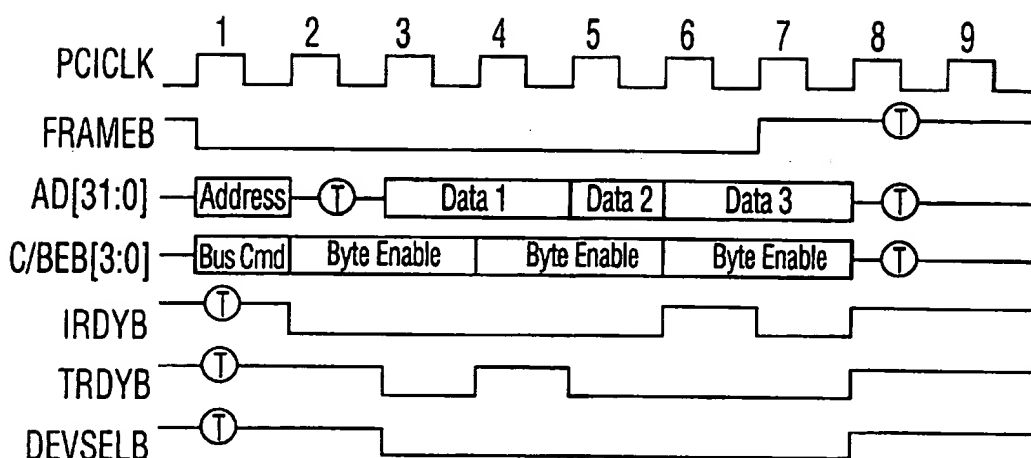 1 2 3 4 5 6 7 8 9
PCICLK
FRAMEB T
AD[31:0] Address T Data 1 Data 2 Data 3 T
C/BEB[3:0] Bus Cmd Byte Enable Byte Enable Byte Enable T
IRDYB T
TRDYB T
DEVSELB T